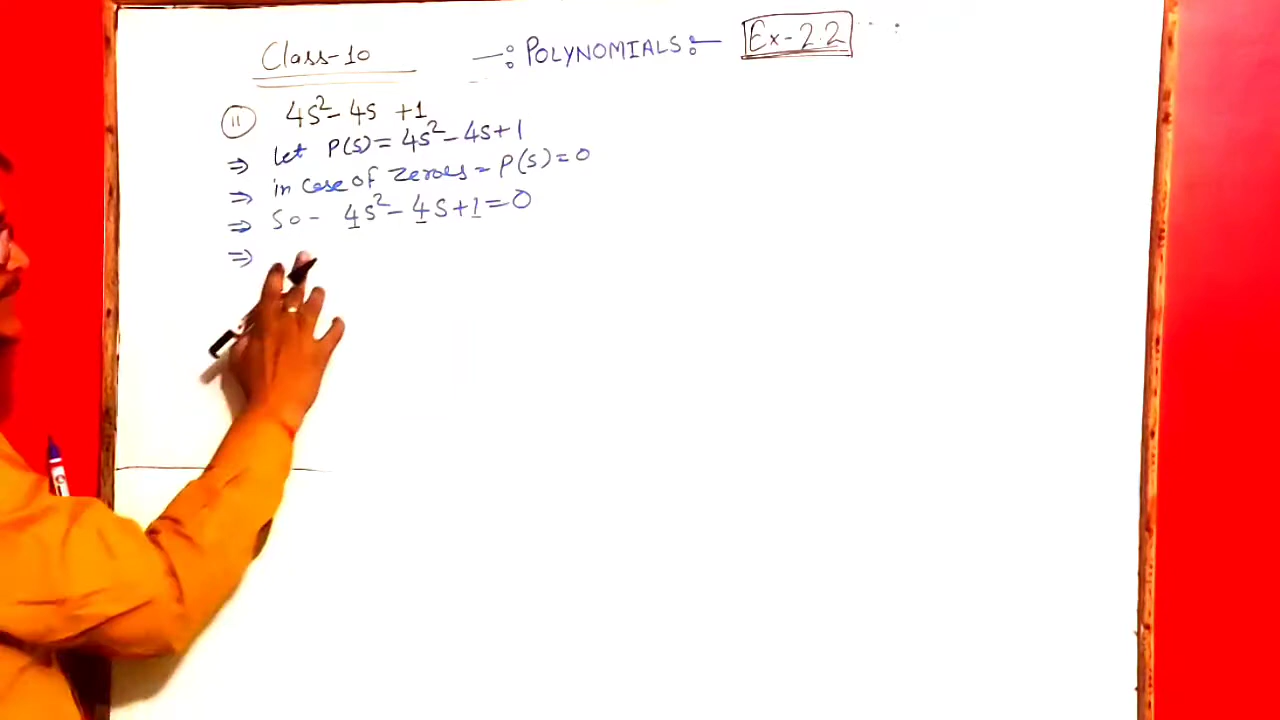 Class-10
—: POLYNOMIALS :—
Ex-2.2
ii 4s²-4s +1
⇒ let P(s)= 4s²-4s+1
⇒ in case of zeroes - P(s)=0
⇒ So - 4s²-4s+1=0
⇒